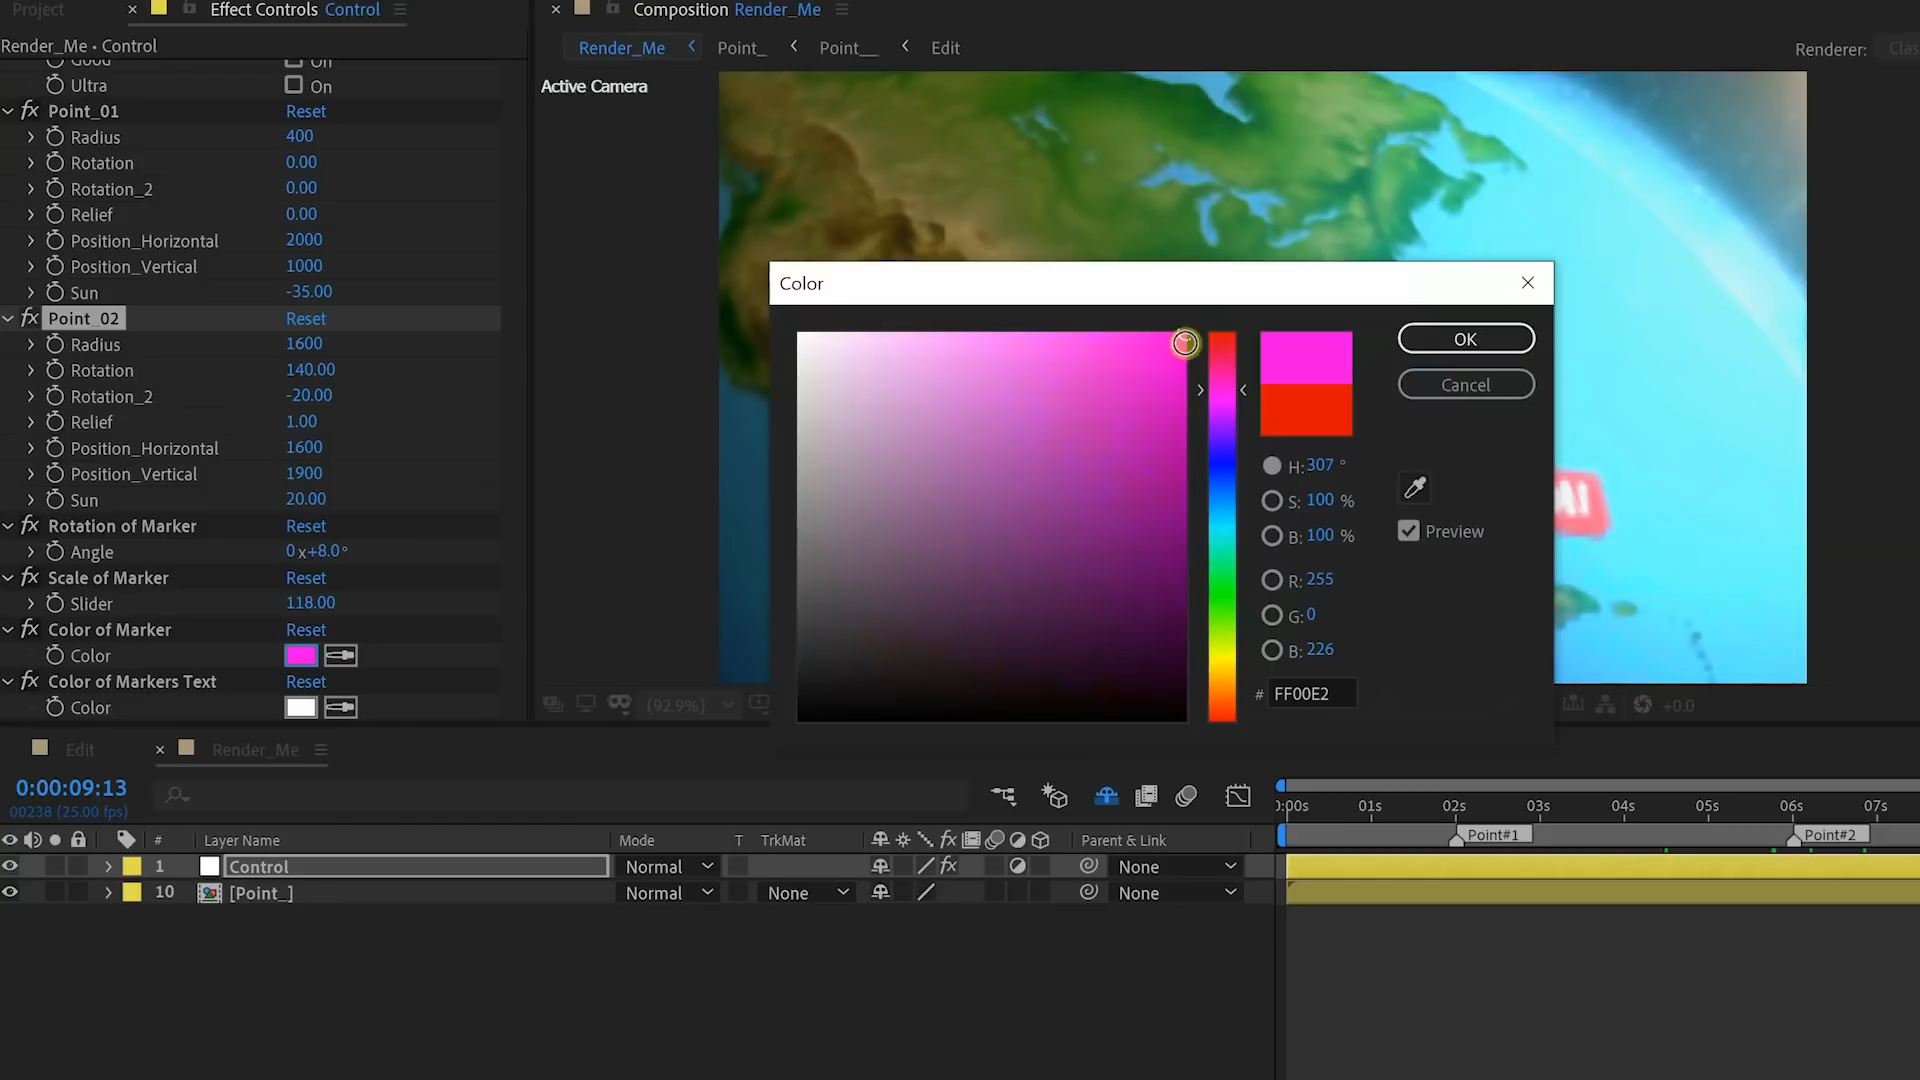 Project
Effect Controls Control
Composition Render_Me
Render_Me • Control
Render_Me
Point_
Point__
Edit
Renderer:
Good On
Ultra On
Active Camera
Point_01 Reset
Radius 400
Rotation 0.00
Rotation_2 0.00
Relief 0.00
Position_Horizontal 2000
Position_Vertical 1000
Sun -35.00
Point_02 Reset
Radius 1600
Rotation 140.00
Rotation_2 -20.00
Relief 1.00
Position_Horizontal 1600
Position_Vertical 1900
Sun 20.00
Rotation of Marker Reset
Angle 0x+8.0°
Scale of Marker Reset
Slider 118.00
Color of Marker Reset
Color
Color of Markers Text Reset
Color
Color
OK
Cancel
H: 307 °
S: 100 %
B: 100 %
Preview
R: 255
G: 0
B: 226
# FF00E2
(92.9%)
+0.0
Edit
Render_Me
0:00:09:13
00238 (25.00 fps)
01s 02s 03s 04s 05s 06s 07s
# Layer Name Mode T TrkMat fx Parent & Link
Point#1 Point#2
1 Control Normal fx None
10 [Point_] Normal None None